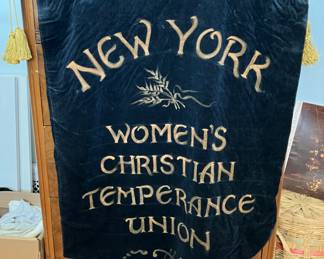 NEW YORK
WOMEN'S
CHRISTIAN
TEMPERANCE
UNION